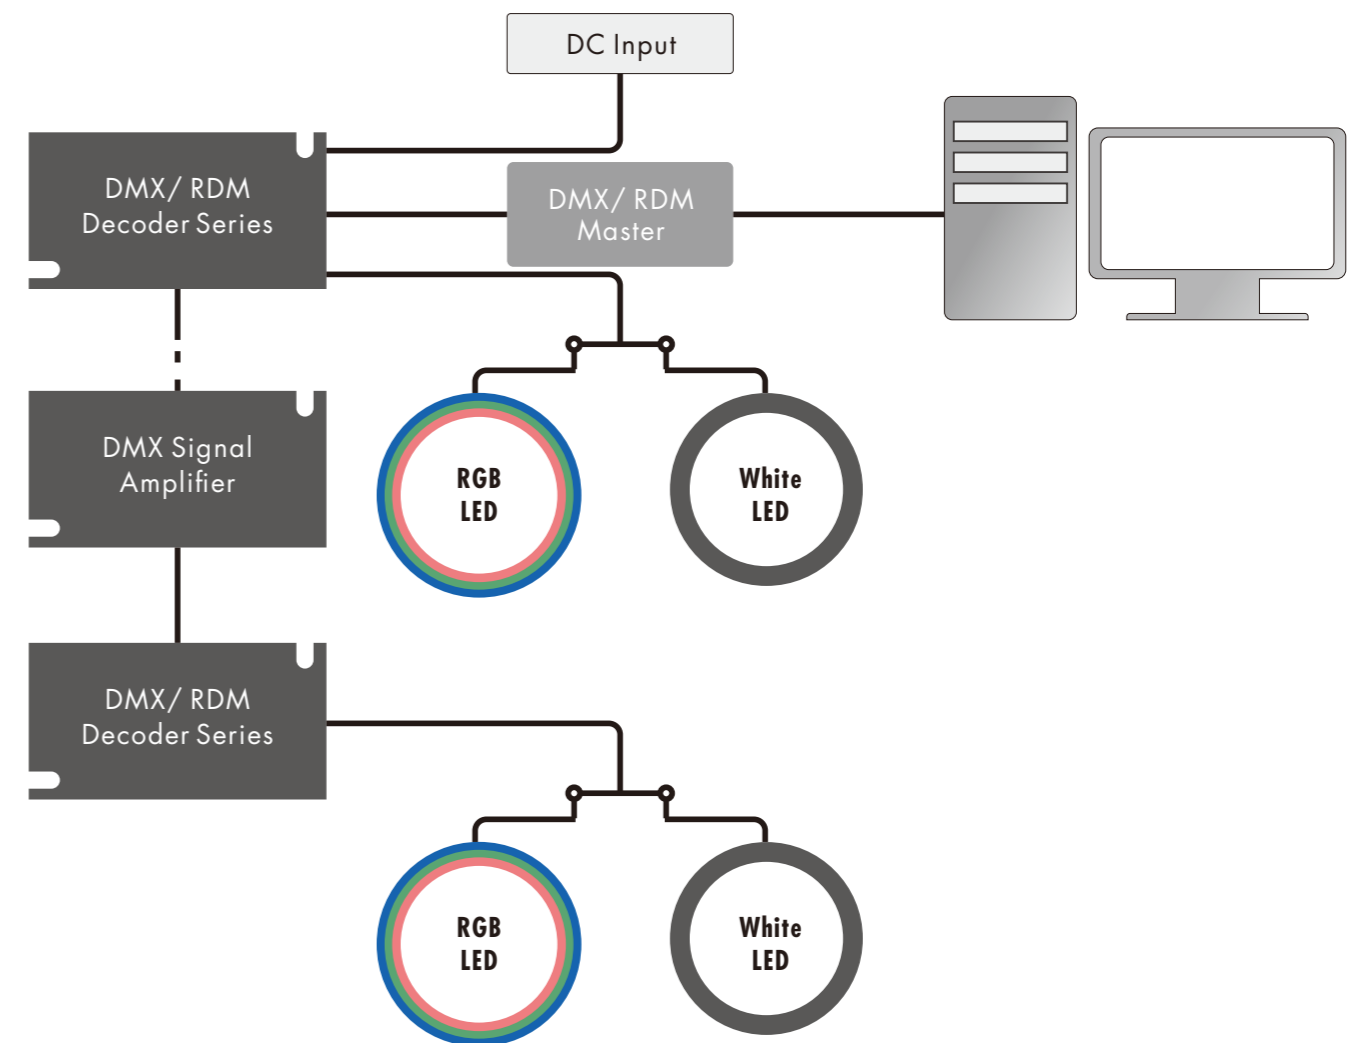 DC Input
DMX/ RDM
Decoder Series
DMX/ RDM
Master
DMX Signal
Amplifier
RGB
LED
White
LED
DMX/ RDM
Decoder Series
RGB
LED
White
LED